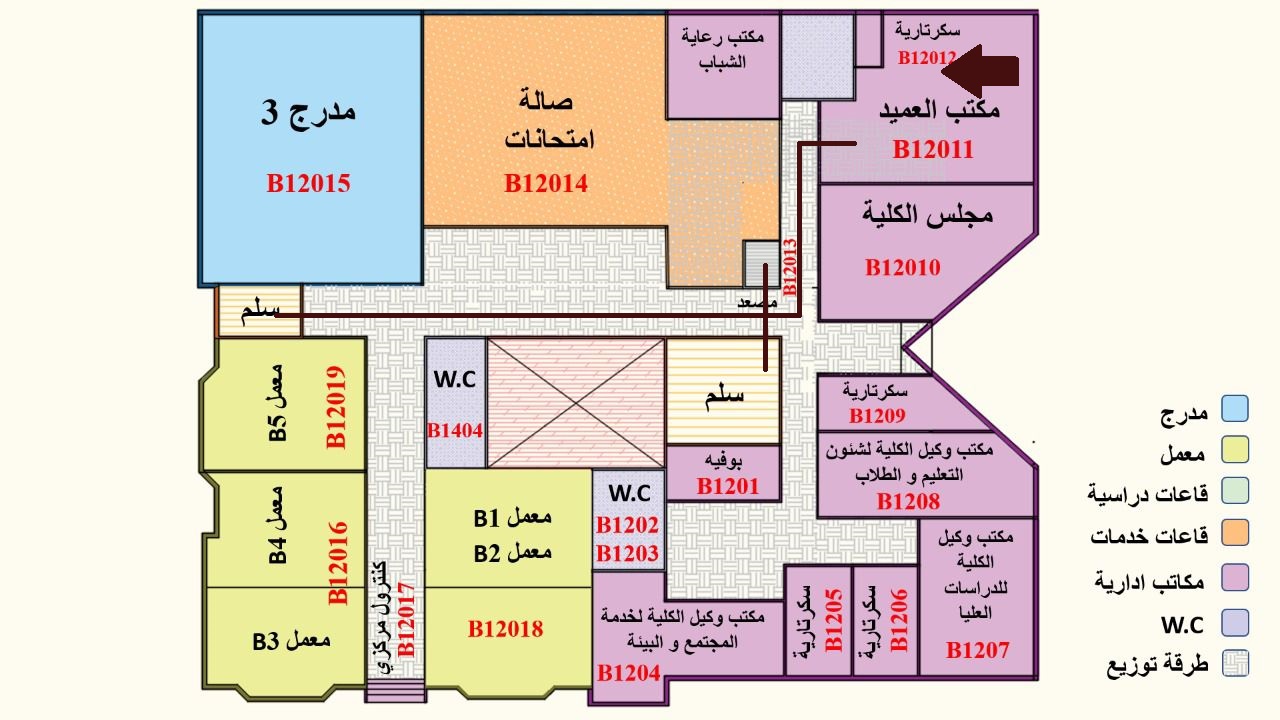 مدرج 3
B12015
صالة
امتحانات
B12014
مكتب رعاية
الشباب
سكرتارية
B12012
مكتب العميد
B12011
مجلس الكلية
B12010
B12013
مصعد
سلم
سلم
معمل B5
B12019
W.C
B1404
بوفيه
B1201
سكرتارية
B1209
مكتب وكيل الكلية لشئون
التعليم و الطلاب
B1208
معمل B4
B12016
معمل B3
كنترول مركزي
B12017
معمل B1
معمل B2
B12018
W.C
B1202
B1203
مكتب وكيل الكلية لخدمة
المجتمع و البيئة
B1204
سكرتارية
B1205
سكرتارية
B1206
مكتب وكيل
الكلية
للدراسات
العليا
B1207
مدرج
معمل
قاعات دراسية
قاعات خدمات
مكاتب ادارية
W.C
طرقة توزيع